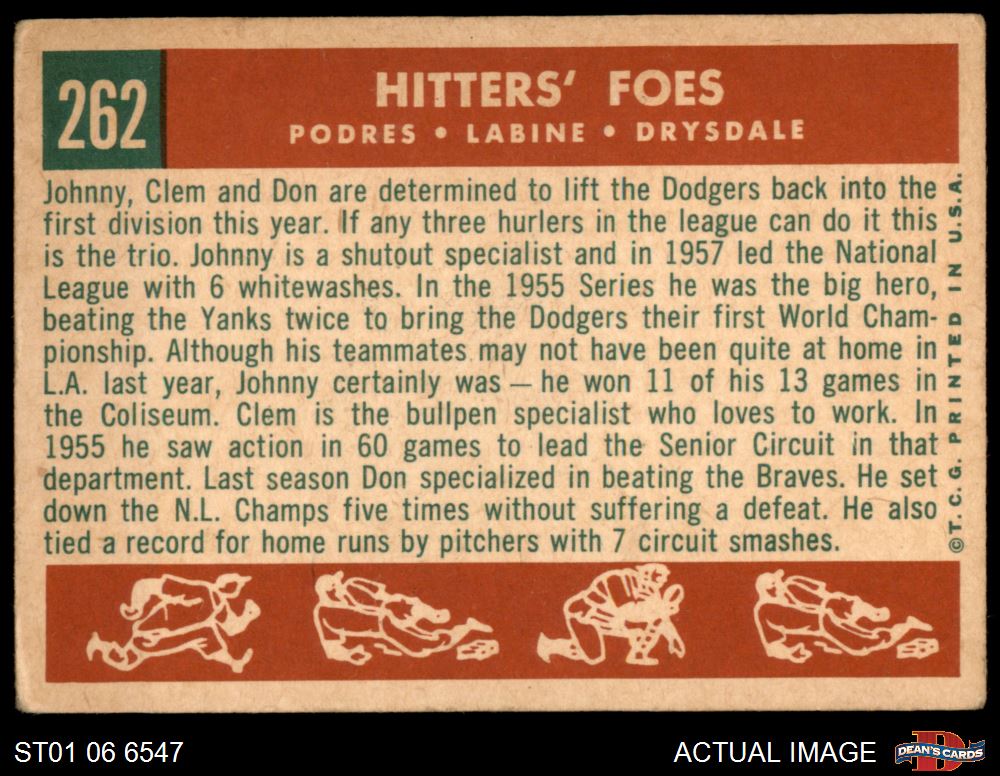 262
HITTERS' FOES
PODRES • LABINE • DRYSDALE
Johnny, Clem and Don are determined to lift the Dodgers back into the
first division this year. If any three hurlers in the league can do it this
is the trio. Johnny is a shutout specialist and in 1957 led the National
League with 6 whitewashes. In the 1955 Series he was the big hero,
beating the Yanks twice to bring the Dodgers their first World Cham-
pionship. Although his teammates may not have been quite at home in
L.A. last year, Johnny certainly was — he won 11 of his 13 games in
the Coliseum. Clem is the bullpen specialist who loves to work. In
1955 he saw action in 60 games to lead the Senior Circuit in that
department. Last season Don specialized in beating the Braves. He set
down the N.L. Champs five times without suffering a defeat. He also
tied a record for home runs by pitchers with 7 circuit smashes.
©T. C. G. PRINTED IN U.S.A.
ST01 06 6547
ACTUAL IMAGE
D
DEAN'S CARDS